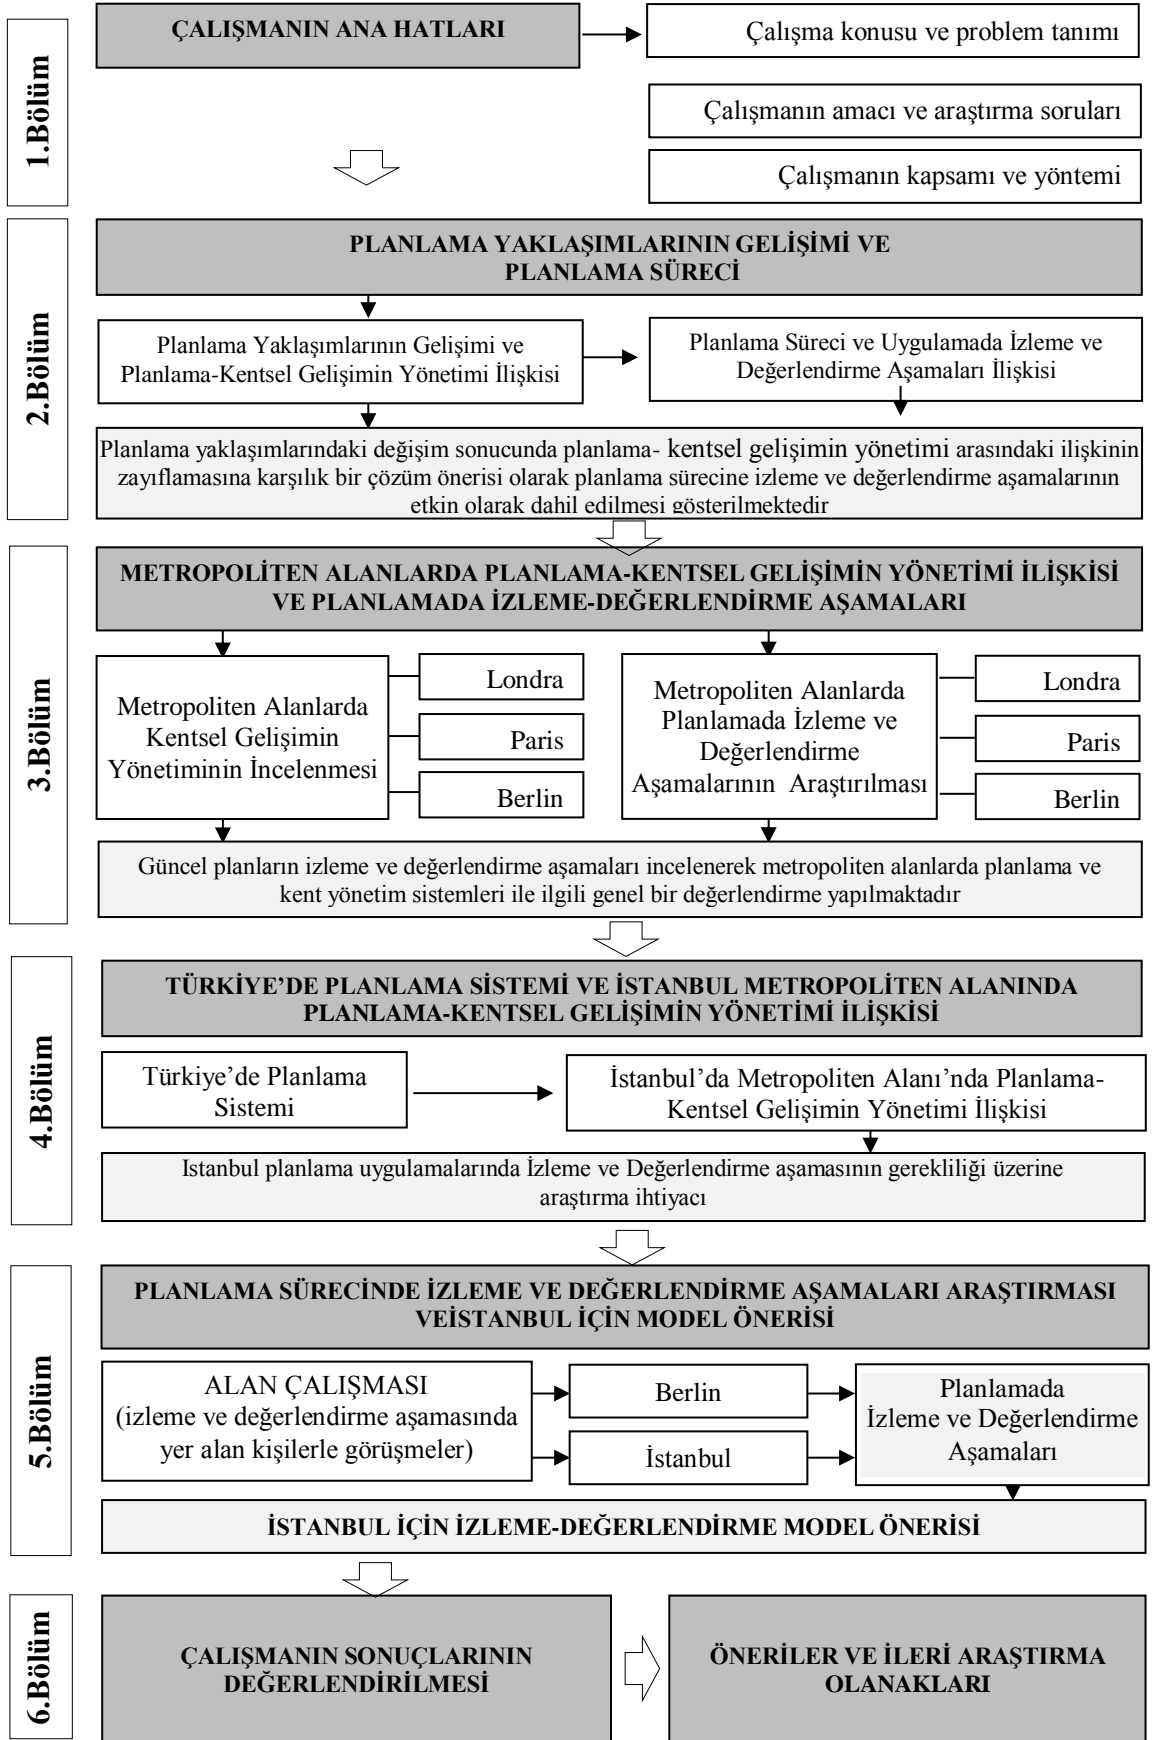 1.Bölüm
ÇALIŞMANIN ANA HATLARI
Çalışma konusu ve problem tanımı
Çalışmanın amacı ve araştırma soruları
Çalışmanın kapsamı ve yöntemi
2.Bölüm
PLANLAMA YAKLAŞIMLARININ GELİŞİMİ VE
PLANLAMA SÜRECİ
Planlama Yaklaşımlarının Gelişimi ve
Planlama-Kentsel Gelişimin Yönetimi İlişkisi
Planlama Süreci ve Uygulamada İzleme ve
Değerlendirme Aşamaları İlişkisi
Planlama yaklaşımlarındaki değişim sonucunda planlama- kentsel gelişimin yönetimi arasındaki ilişkinin
zayıflamasına karşılık bir çözüm önerisi olarak planlama sürecine izleme ve değerlendirme aşamalarının
etkin olarak dahil edilmesi gösterilmektedir
3.Bölüm
METROPOLİTEN ALANLARDA PLANLAMA-KENTSEL GELİŞİMİN YÖNETİMİ İLİŞKİSİ
VE PLANLAMADA İZLEME-DEĞERLENDİRME AŞAMALARI
Metropoliten Alanlarda
Kentsel Gelişimin
Yönetiminin İncelenmesi
Londra
Paris
Berlin
Metropoliten Alanlarda
Planlamada İzleme ve
Değerlendirme
Aşamalarının Araştırılması
Londra
Paris
Berlin
Güncel planların izleme ve değerlendirme aşamaları incelenerek metropoliten alanlarda planlama ve
kent yönetim sistemleri ile ilgili genel bir değerlendirme yapılmaktadır
4.Bölüm
TÜRKİYE’DE PLANLAMA SİSTEMİ VE İSTANBUL METROPOLİTEN ALANINDA
PLANLAMA-KENTSEL GELİŞİMİN YÖNETİMİ İLİŞKİSİ
Türkiye’de Planlama
Sistemi
İstanbul’da Metropoliten Alanı’nda Planlama-
Kentsel Gelişimin Yönetimi İlişkisi
Istanbul planlama uygulamalarında İzleme ve Değerlendirme aşamasının gerekliliği üzerine
araştırma ihtiyacı
5.Bölüm
PLANLAMA SÜRECİNDE İZLEME VE DEĞERLENDİRME AŞAMALARI ARAŞTIRMASI
VEİSTANBUL İÇİN MODEL ÖNERİSİ
ALAN ÇALIŞMASI
(izleme ve değerlendirme aşamasında
yer alan kişilerle görüşmeler)
Berlin
İstanbul
Planlamada
İzleme ve Değerlendirme
Aşamaları
İSTANBUL İÇİN İZLEME-DEĞERLENDİRME MODEL ÖNERİSİ
6.Bölüm
ÇALIŞMANIN SONUÇLARININ
DEĞERLENDİRİLMESİ
ÖNERİLER VE İLERİ ARAŞTIRMA
OLANAKLARI